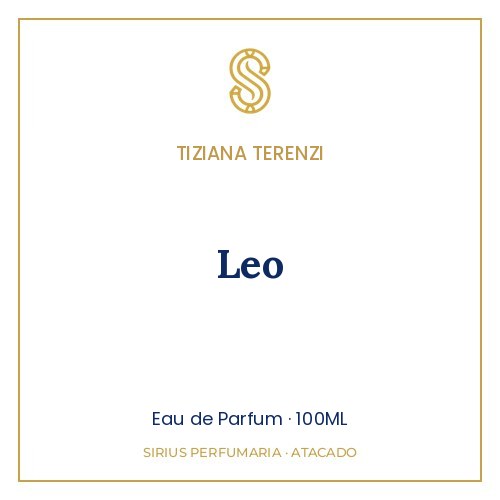 TIZIANA TERENZI
Leo
Eau de Parfum · 100ML
SIRIUS PERFUMARIA · ATACADO